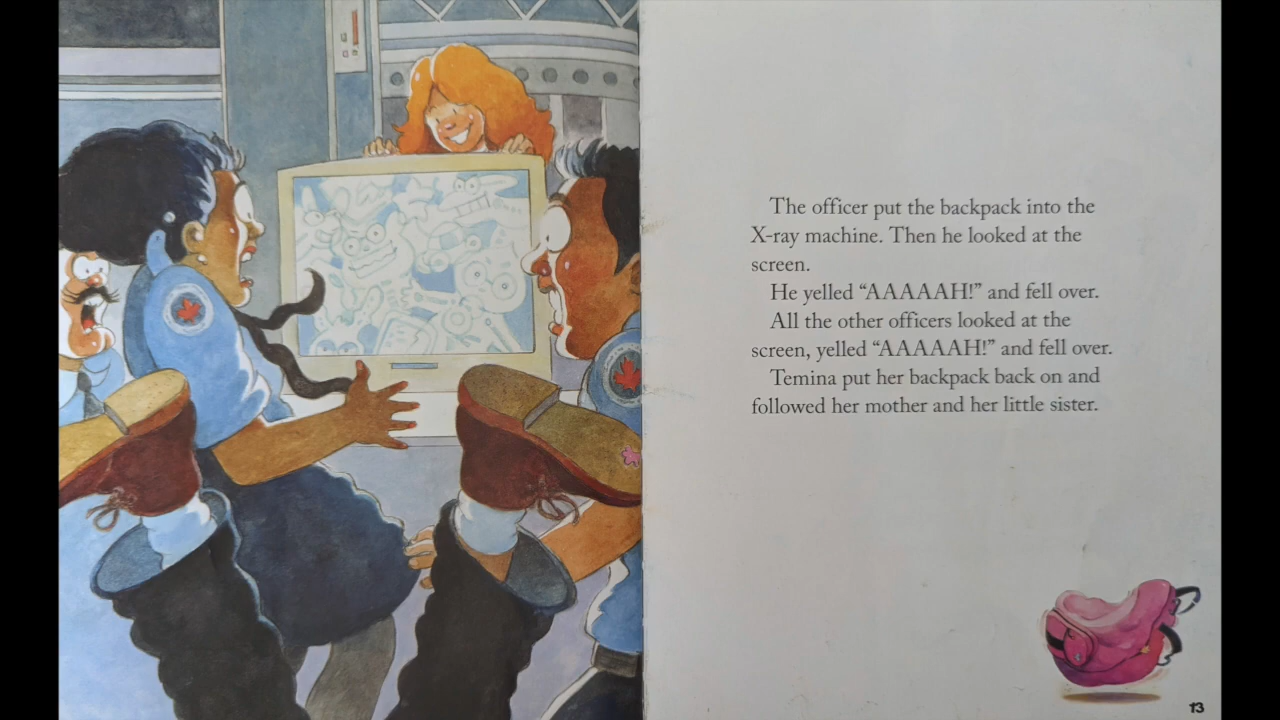 The officer put the backpack into the
X-ray machine. Then he looked at the
screen.
He yelled “AAAAAH!” and fell over.
All the other officers looked at the
screen, yelled “AAAAAH!” and fell over.
Temina put her backpack back on and
followed her mother and her little sister.
13